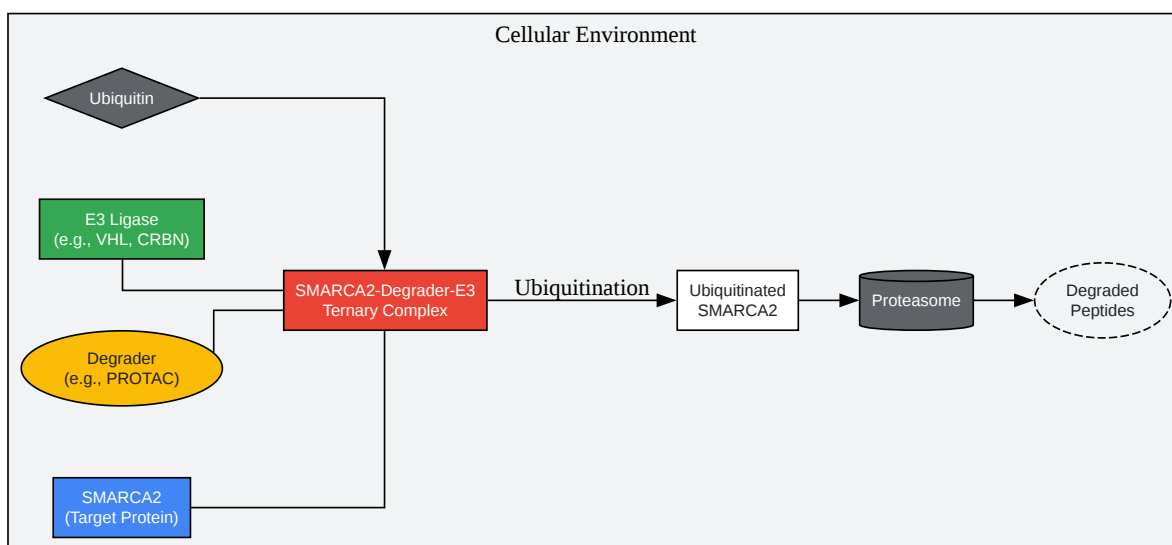 Cellular Environment
Ubiquitin
E3 Ligase
(e.g., VHL, CRBN)
SMARCA2-Degrader-E3
Ternary Complex
Ubiquitination
Ubiquitinated
SMARCA2
Proteasome
Degraded
Peptides
Degrader
(e.g., PROTAC)
SMARCA2
(Target Protein)